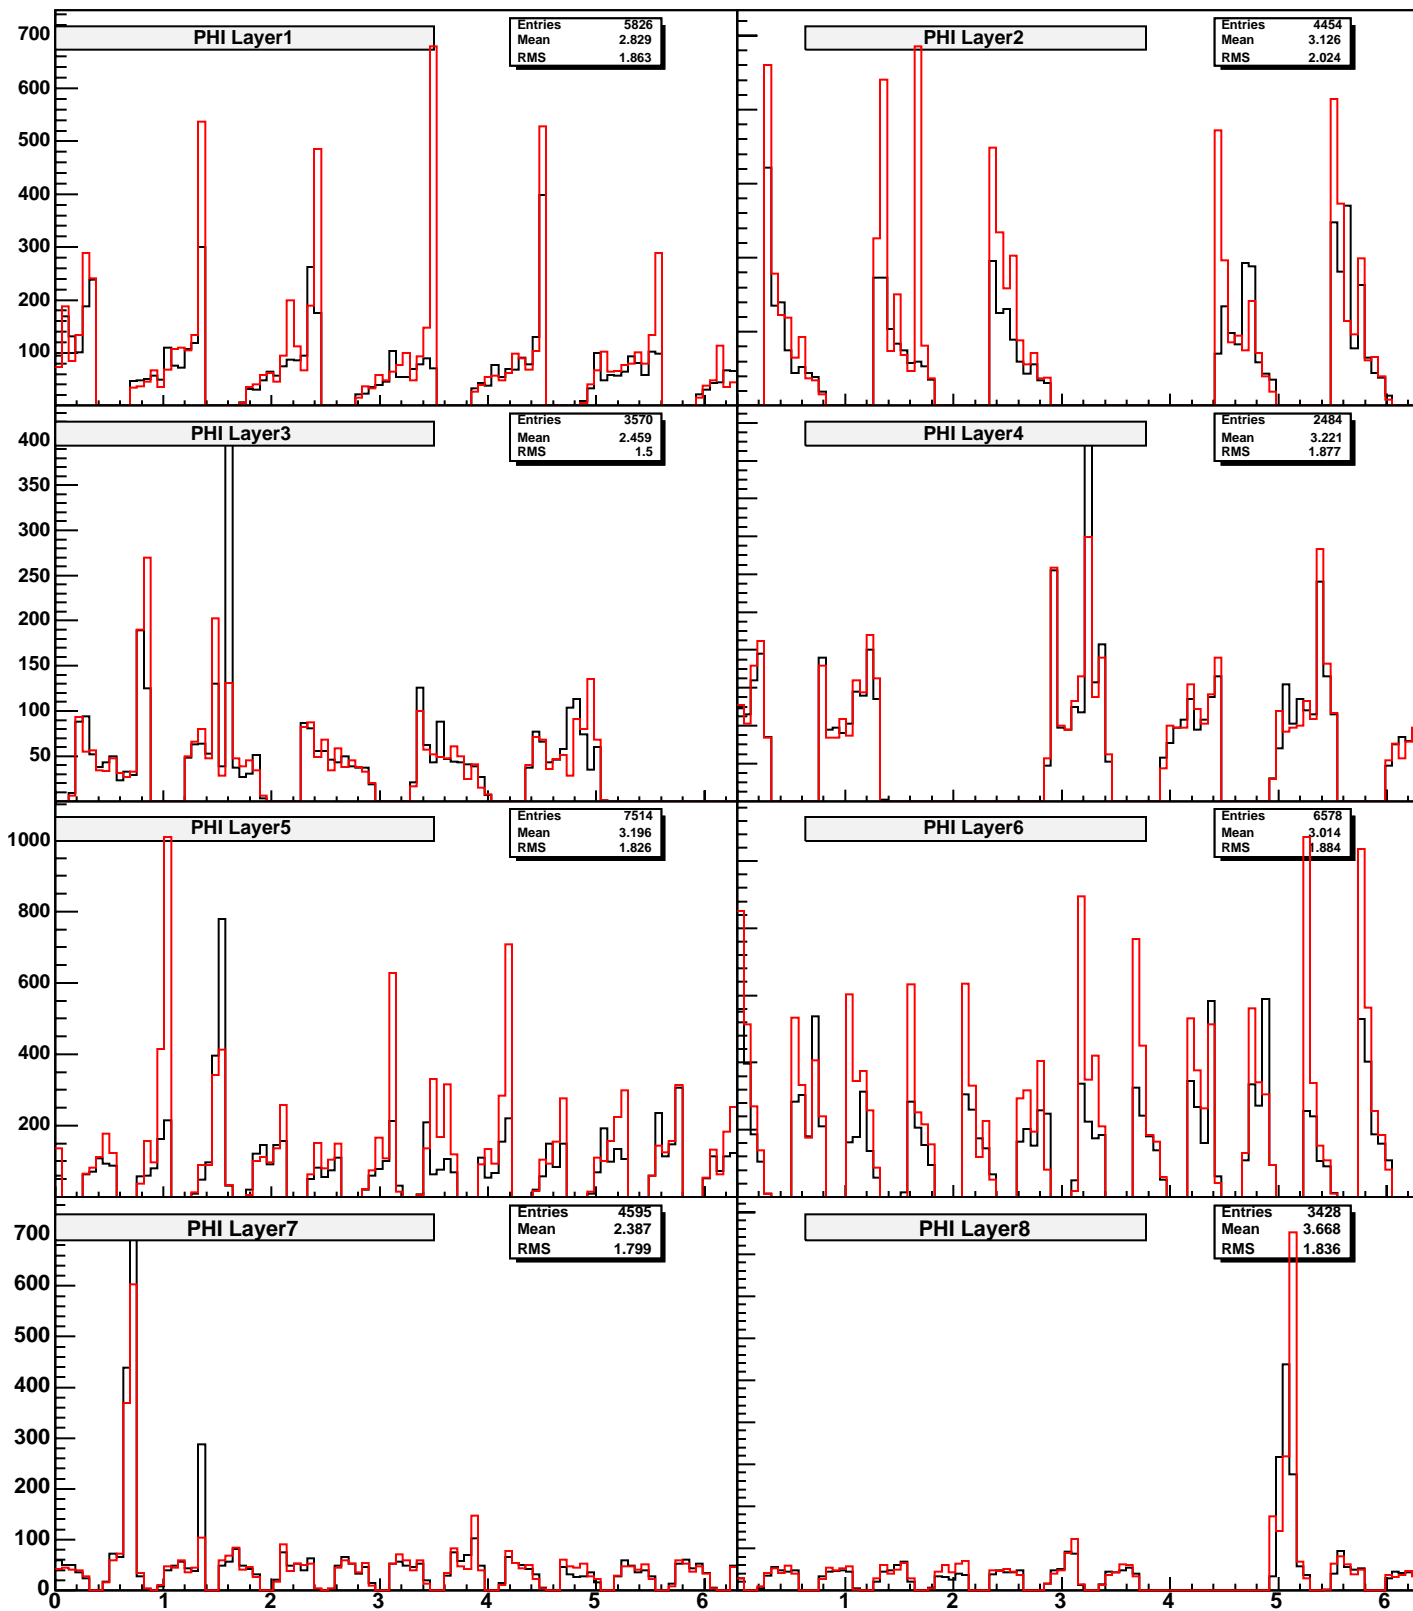 PHI Layer1
Entries 5826
Mean 2.829
RMS 1.863
700
600
500
400
300
200
100
PHI Layer2
Entries 4454
Mean 3.126
RMS 2.024
PHI Layer3
Entries 3570
Mean 2.459
RMS 1.5
400
350
300
250
200
150
100
50
PHI Layer4
Entries 2484
Mean 3.221
RMS 1.877
PHI Layer5
Entries 7514
Mean 3.196
RMS 1.826
1000
800
600
400
200
PHI Layer6
Entries 6578
Mean 3.014
RMS 1.884
PHI Layer7
Entries 4595
Mean 2.387
RMS 1.799
700
600
500
400
300
200
100
0
0 1 2 3 4 5 6
PHI Layer8
Entries 3428
Mean 3.668
RMS 1.836
1 2 3 4 5 6